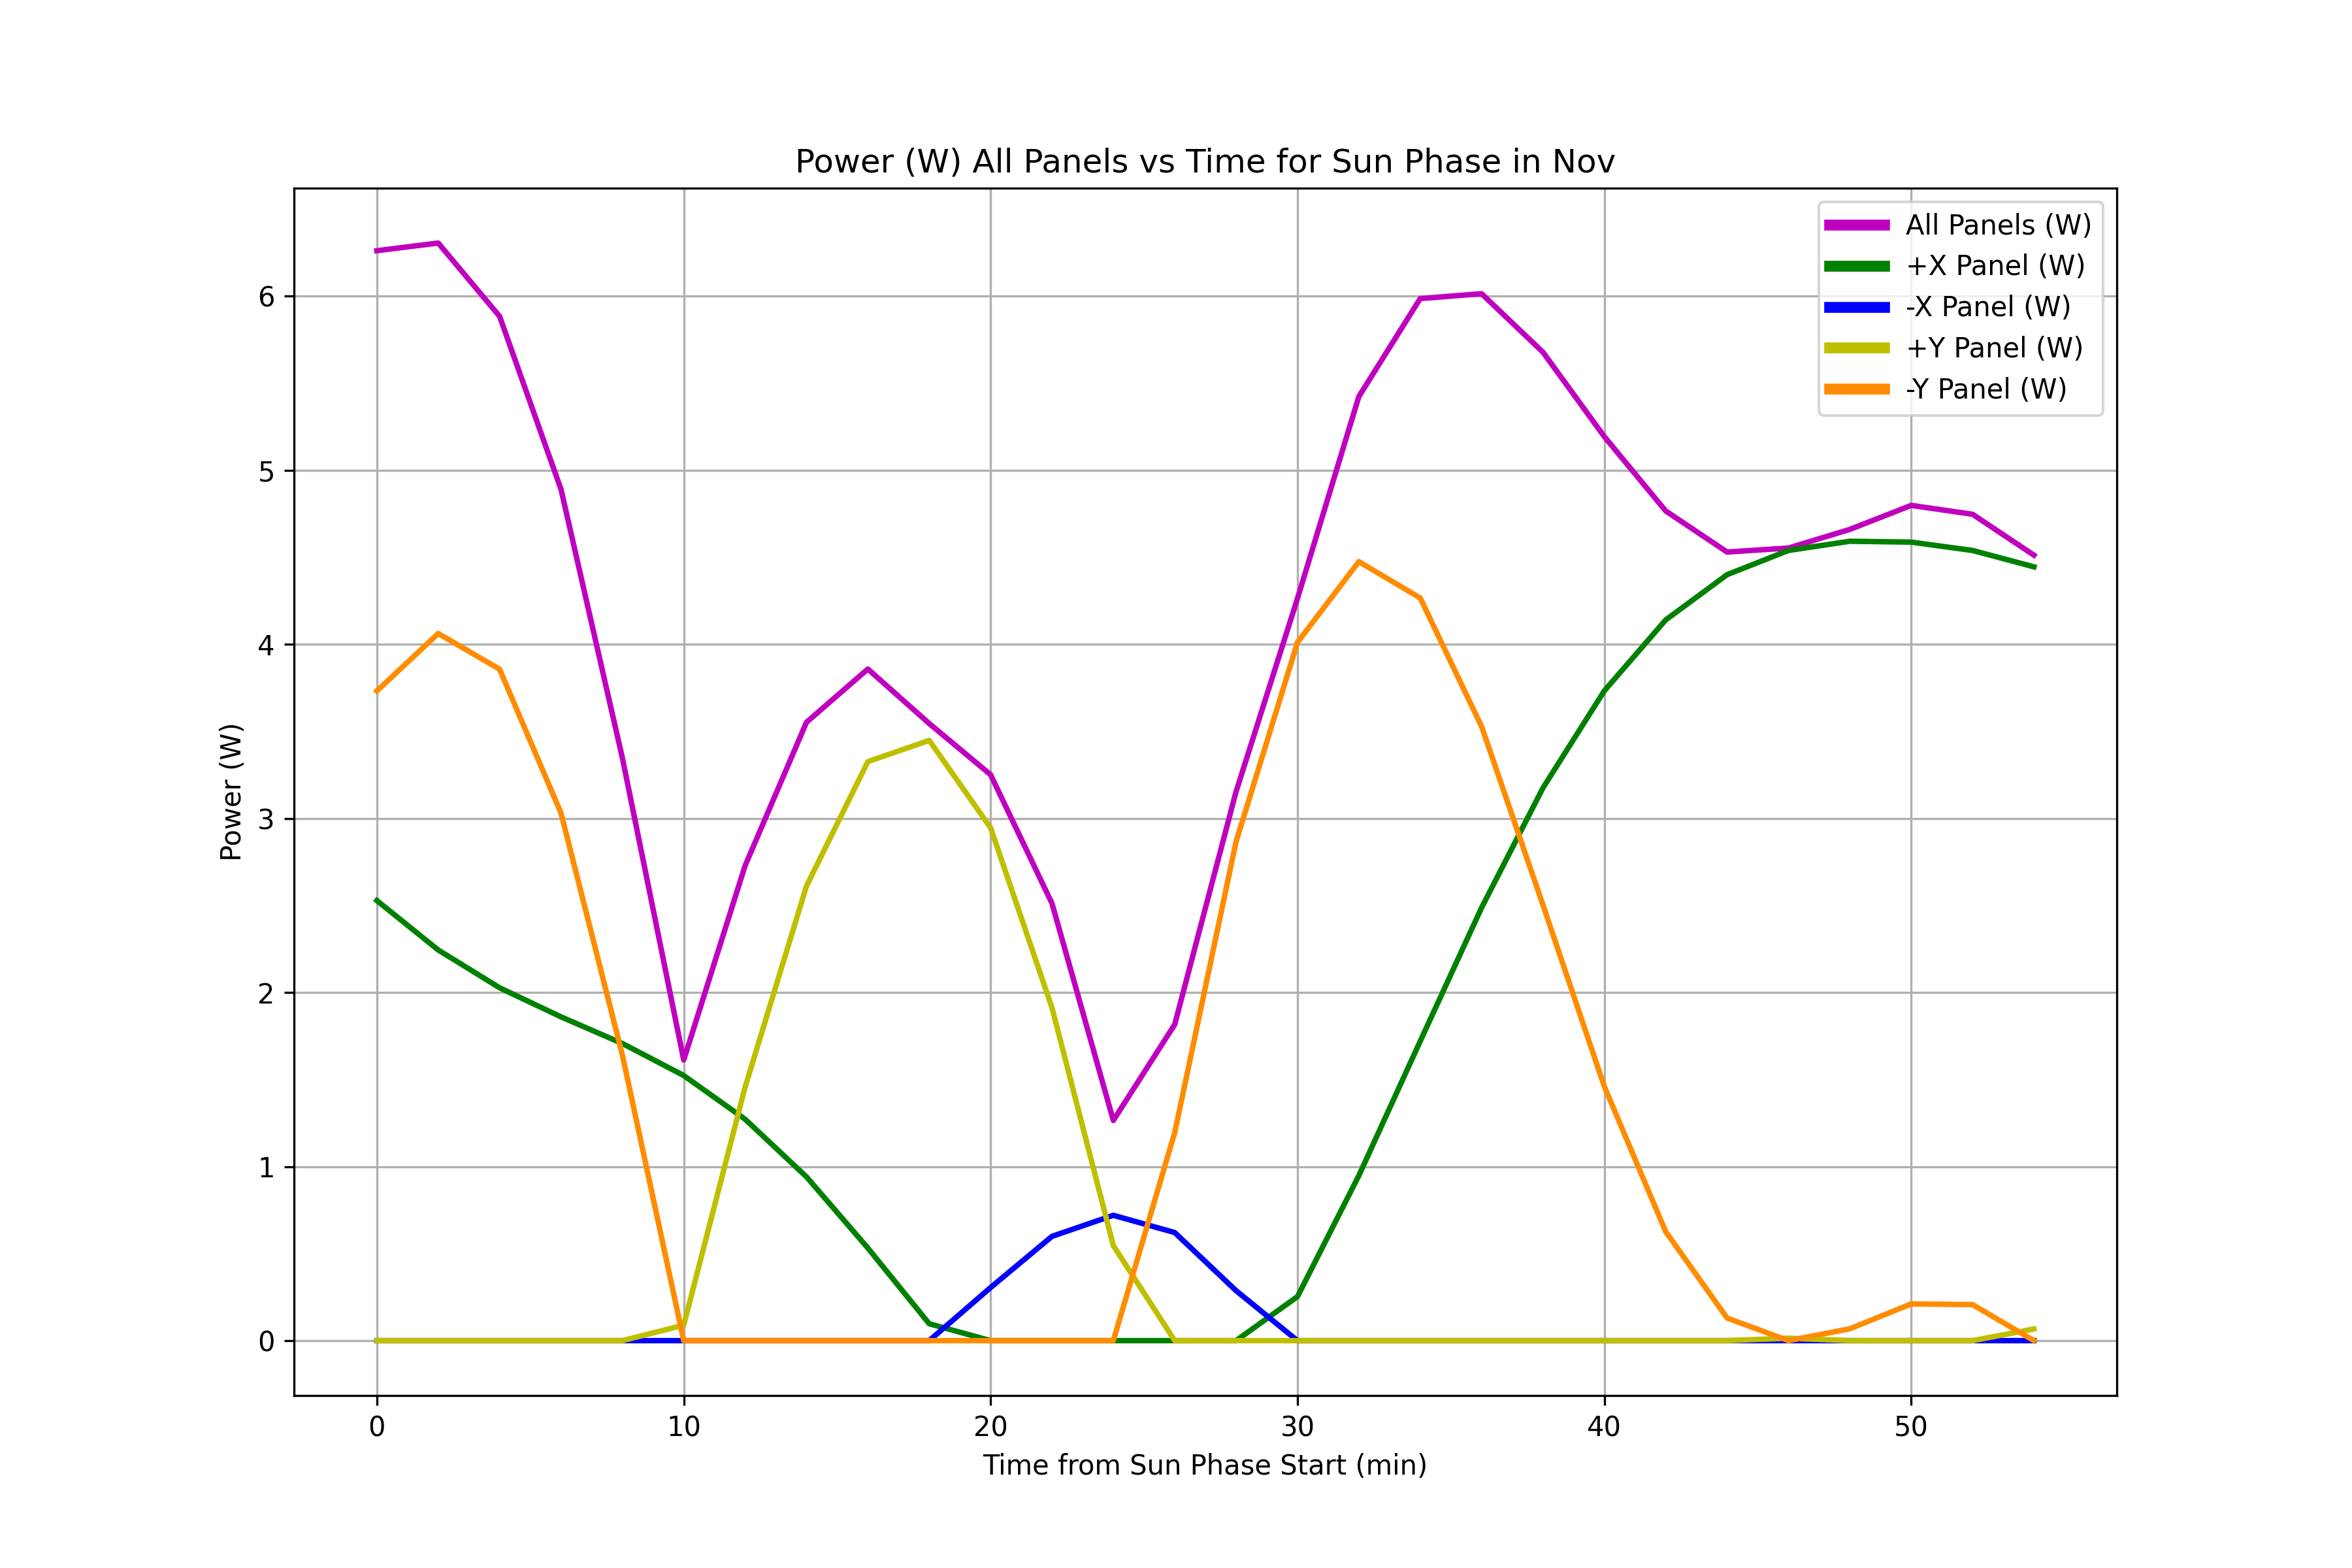 Power (W) All Panels vs Time for Sun Phase in Nov
All Panels (W)
+X Panel (W)
-X Panel (W)
+Y Panel (W)
-Y Panel (W)
6
5
4
3
2
1
0
Power (W)
0 10 20 30 40 50
Time from Sun Phase Start (min)